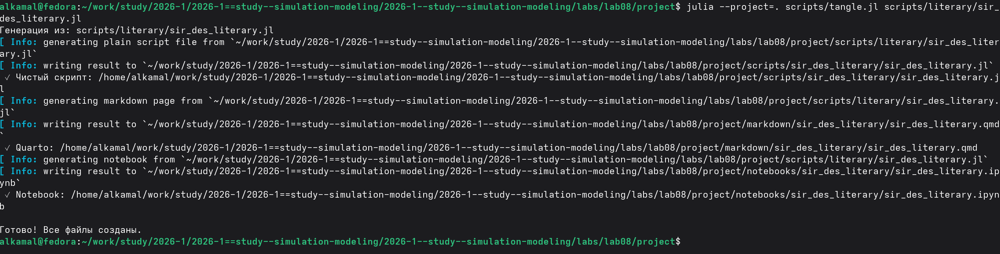 alkamal@fedora:~/work/study/2026-1/2026-1==study--simulation-modeling/2026-1--study--simulation-modeling/labs/lab08/project$ julia --project=. scripts/tangle.jl scripts/literary/sir_
des_literary.jl
Генерация из: scripts/literary/sir_des_literary.jl
[ Info: generating plain script file from `~/work/study/2026-1/2026-1==study--simulation-modeling/2026-1--study--simulation-modeling/labs/lab08/project/scripts/literary/sir_des_liter
ary.jl`
[ Info: writing result to `~/work/study/2026-1/2026-1==study--simulation-modeling/2026-1--study--simulation-modeling/labs/lab08/project/scripts/sir_des_literary/sir_des_literary.jl`
 ✓ Чистый скрипт: /home/alkamal/work/study/2026-1/2026-1==study--simulation-modeling/2026-1--study--simulation-modeling/labs/lab08/project/scripts/sir_des_literary/sir_des_literary.j
l
[ Info: generating markdown page from `~/work/study/2026-1/2026-1==study--simulation-modeling/2026-1--study--simulation-modeling/labs/lab08/project/scripts/literary/sir_des_literary.
jl`
[ Info: writing result to `~/work/study/2026-1/2026-1==study--simulation-modeling/2026-1--study--simulation-modeling/labs/lab08/project/markdown/sir_des_literary/sir_des_literary.qmd
`
 ✓ Quarto: /home/alkamal/work/study/2026-1/2026-1==study--simulation-modeling/2026-1--study--simulation-modeling/labs/lab08/project/markdown/sir_des_literary/sir_des_literary.qmd
[ Info: generating notebook from `~/work/study/2026-1/2026-1==study--simulation-modeling/2026-1--study--simulation-modeling/labs/lab08/project/scripts/literary/sir_des_literary.jl`
[ Info: writing result to `~/work/study/2026-1/2026-1==study--simulation-modeling/2026-1--study--simulation-modeling/labs/lab08/project/notebooks/sir_des_literary/sir_des_literary.ip
ynb`
 ✓ Notebook: /home/alkamal/work/study/2026-1/2026-1==study--simulation-modeling/2026-1--study--simulation-modeling/labs/lab08/project/notebooks/sir_des_literary/sir_des_literary.ipyn
b
Готово! Все файлы созданы.
alkamal@fedora:~/work/study/2026-1/2026-1==study--simulation-modeling/2026-1--study--simulation-modeling/labs/lab08/project$